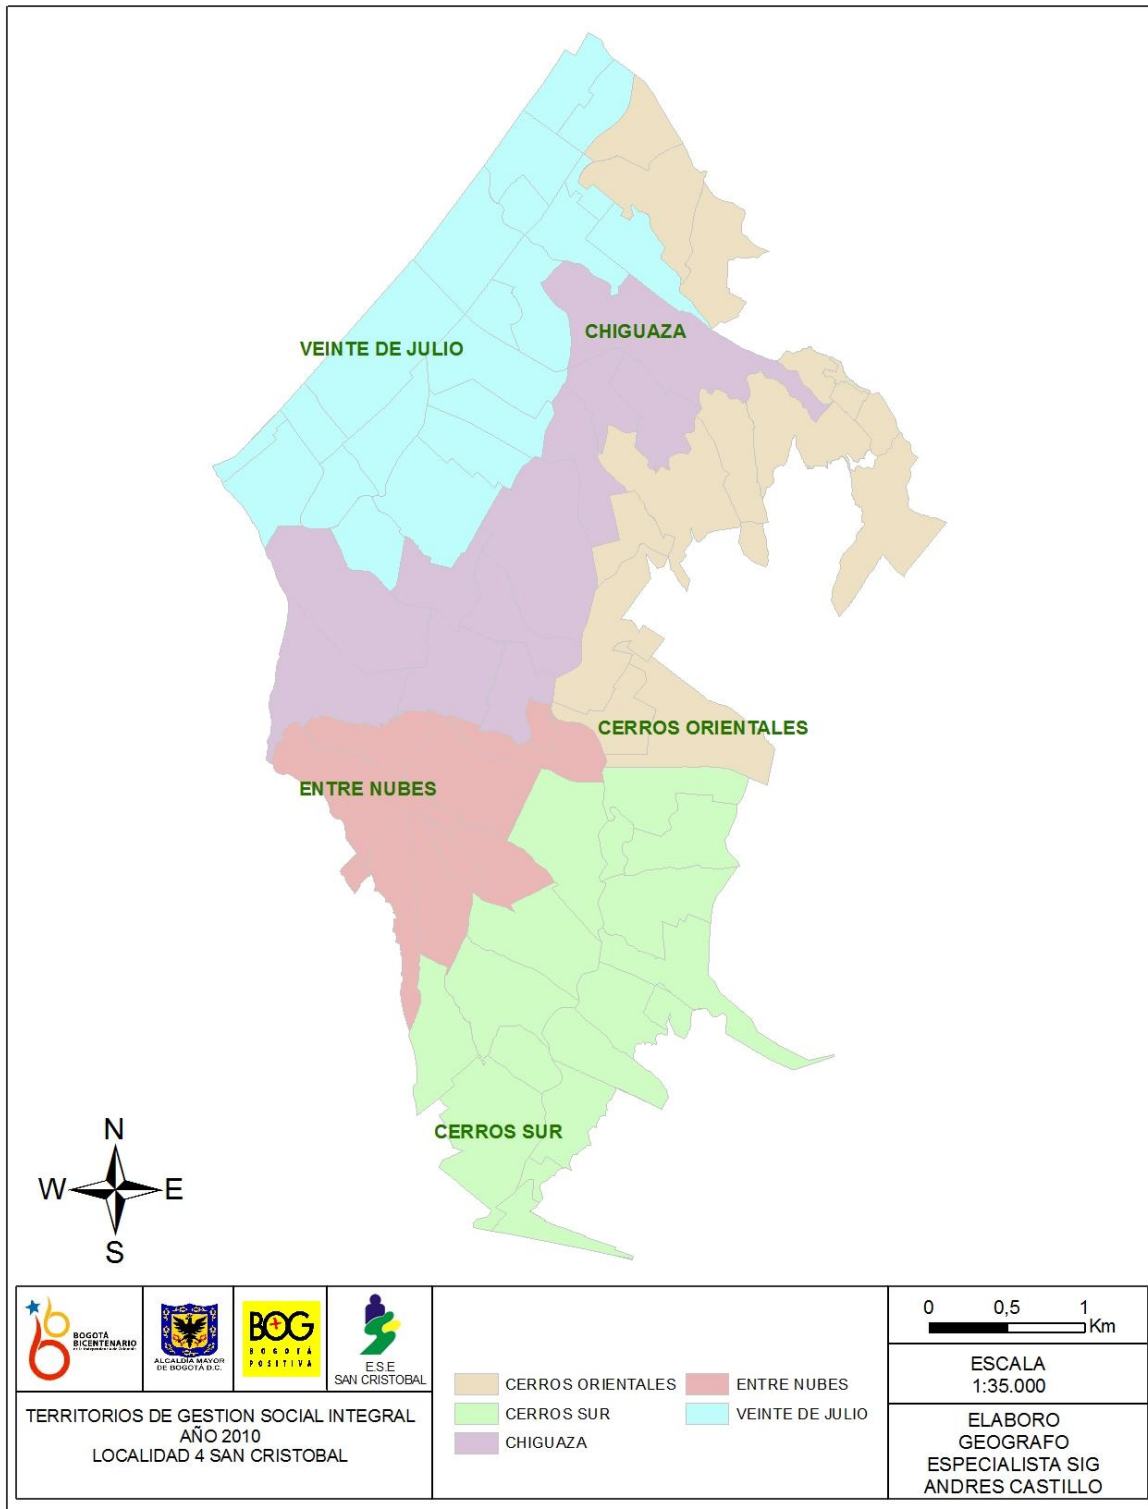 CHIGUAZA
VEINTE DE JULIO
CERROS ORIENTALES
ENTRE NUBES
CERROS SUR
N
W E
S
BOGOTÁ
BICENTENARIO
ALCALDIA MAYOR
DE BOGOTÁ D.C.
BOG
BOGOTÁ
POSITIVA
E.S.E
SAN CRISTOBAL
TERRITORIOS DE GESTION SOCIAL INTEGRAL
AÑO 2010
LOCALIDAD 4 SAN CRISTOBAL
CERROS ORIENTALES
ENTRE NUBES
CERROS SUR
VEINTE DE JULIO
CHIGUAZA
0 0,5 1
Km
ESCALA
1:35.000
ELABORO
GEOGRAFO
ESPECIALISTA SIG
ANDRES CASTILLO